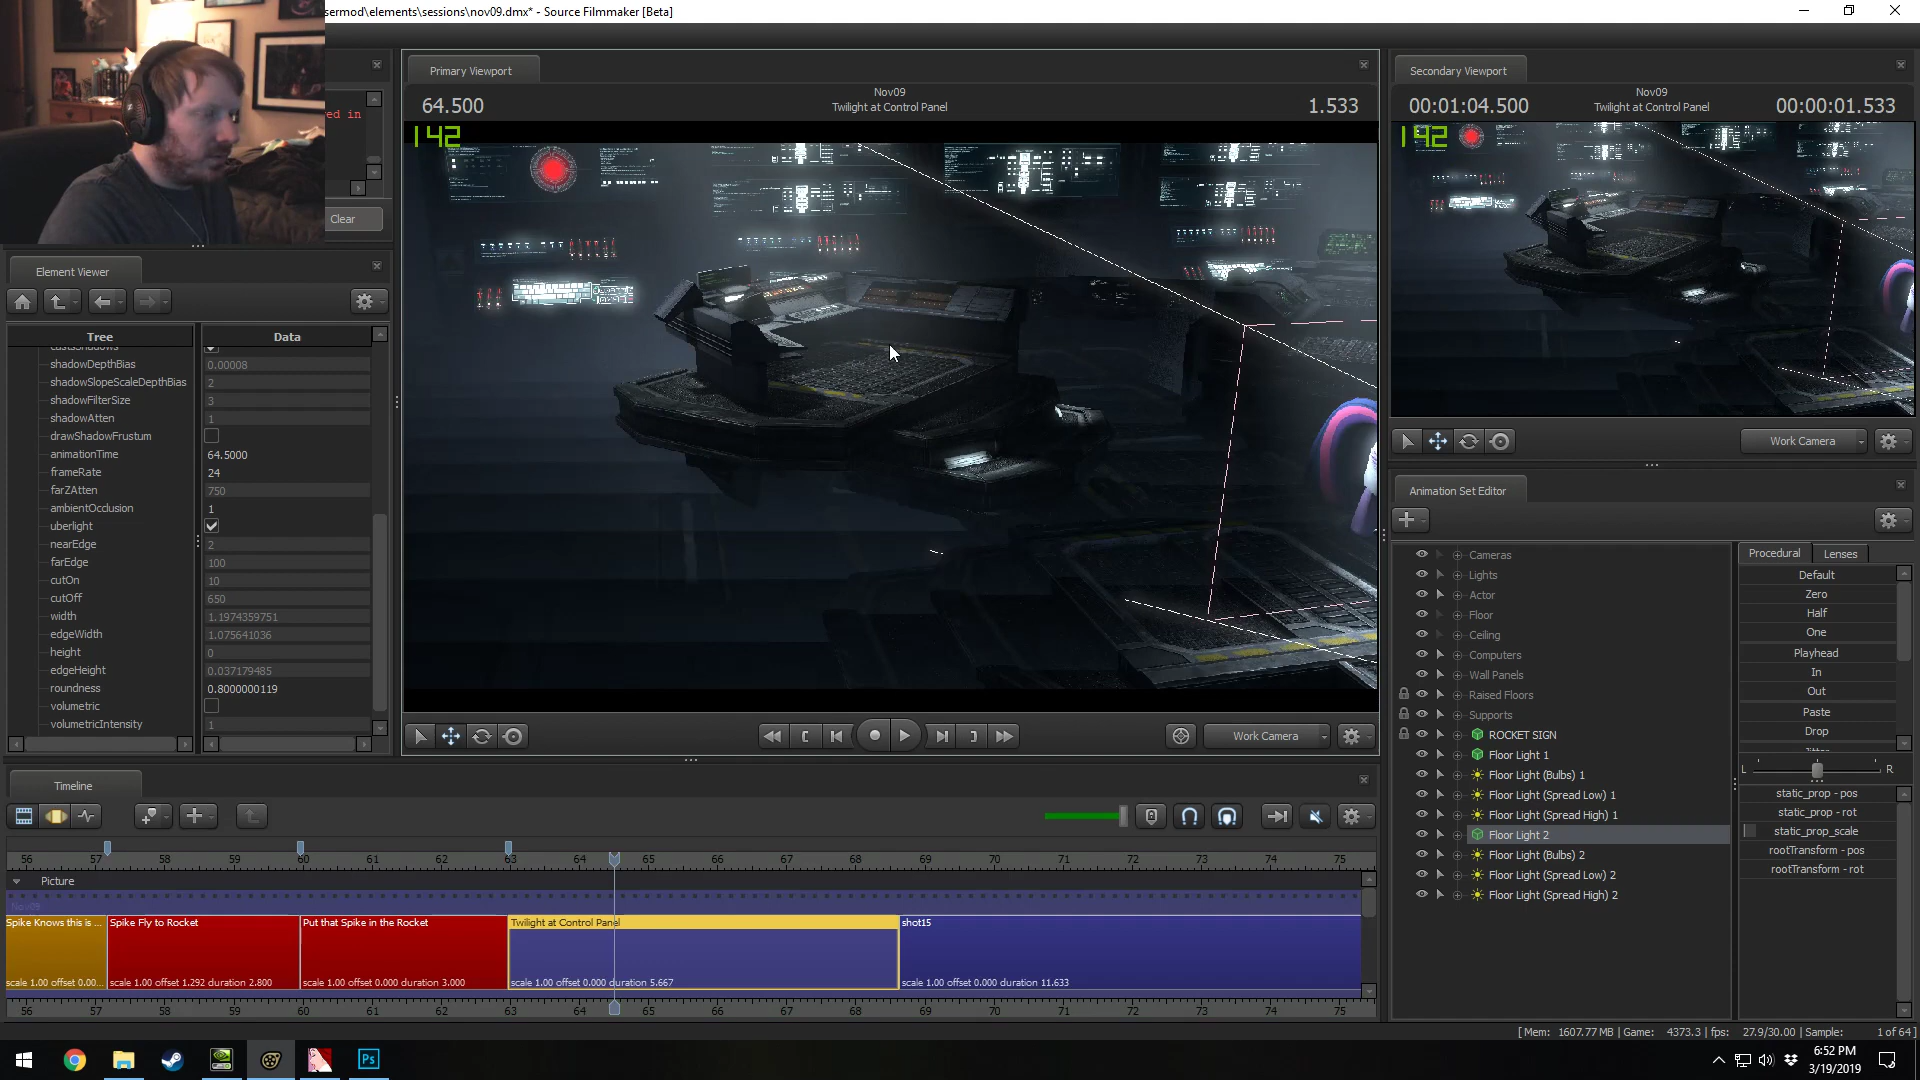 sermod\elements\sessions\nov09.dmx* - Source Filmmaker [Beta]
ed in
Clear
Primary Viewport
64.500
Nov09
Twilight at Control Panel
1.533
142
Secondary Viewport
00:01:04.500
Nov09
Twilight at Control Panel
00:00:01.533
142
Element Viewer
Tree
Data
castsShadows
shadowDepthBias
0.00008
shadowSlopeScaleDepthBias
2
shadowFilterSize
3
shadowAtten
1
drawShadowFrustum
animationTime
64.5000
frameRate
24
farZAtten
750
ambientOcclusion
1
uberlight
nearEdge
2
farEdge
100
cutOn
10
cutOff
650
width
1.1974359751
edgeWidth
1.075641036
height
0
edgeHeight
0.037179485
roundness
0.8000000119
volumetric
volumetricIntensity
1
Work Camera
Work Camera
Animation Set Editor
Cameras
Lights
Actor
Floor
Ceiling
Computers
Wall Panels
Raised Floors
Supports
ROCKET SIGN
Floor Light 1
Floor Light (Bulbs) 1
Floor Light (Spread Low) 1
Floor Light (Spread High) 1
Floor Light 2
Floor Light (Bulbs) 2
Floor Light (Spread Low) 2
Floor Light (Spread High) 2
Procedural
Lenses
Default
Zero
Half
One
Playhead
In
Out
Paste
Drop
L
R
static_prop - pos
static_prop - rot
static_prop_scale
rootTransform - pos
rootTransform - rot
Timeline
56 57 58 59 60 61 62 63 64 65 66 67 68 69 70 71 72 73 74 75
Picture
Nov09
Spike Knows this is ...
Spike Fly to Rocket
Put that Spike in the Rocket
Twilight at Control Panel
shot15
scale 1.00 offset 0.00...
scale 1.00 offset 1.292 duration 2.800
scale 1.00 offset 0.000 duration 3.000
scale 1.00 offset 0.000 duration 5.667
scale 1.00 offset 0.000 duration 11.633
56 57 58 59 60 61 62 63 64 65 66 67 68 69 70 71 72 73 74 75
[ Mem: 1607.77 MB | Game: 4373.3 | fps: 27.9/30.00 | Sample: 1 of 64 ]
Ps
6:52 PM
3/19/2019